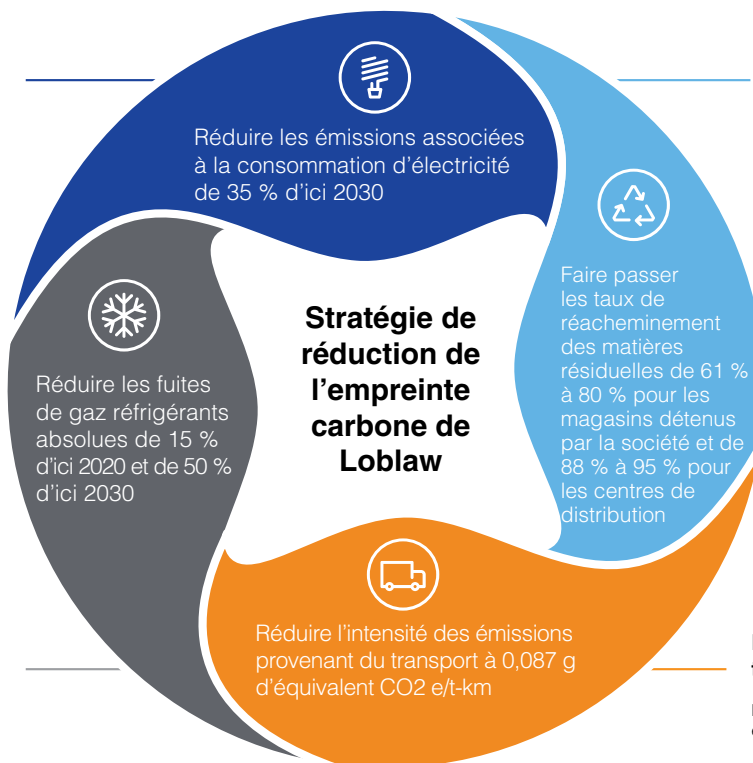 Réduire les émissions associées
à la consommation d’électricité
de 35 % d’ici 2030
Faire passer
les taux de
réacheminement
des matières
résiduelles de 61 %
à 80 % pour les
magasins détenus
par la société et de
88 % à 95 % pour
les centres de
distribution
Stratégie de
réduction de
l’empreinte
carbone de
Loblaw
Réduire les fuites
de gaz réfrigérants
absolues de 15 %
d’ici 2020 et de 50 %
d’ici 2030
Réduire l’intensité des émissions
provenant du transport à 0,087 g
d’équivalent CO2 e/t-km